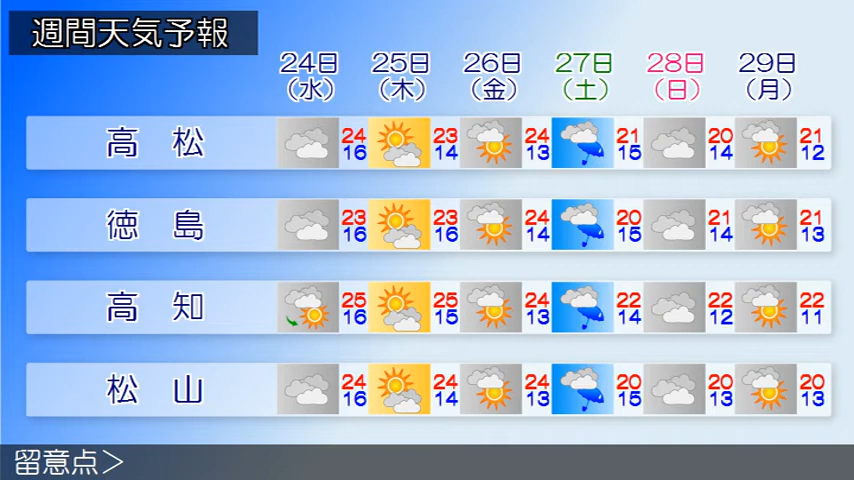 週間天気予報
24日 25日 26日 27日 28日 29日
（水） （木） （金） （土） （日） （月）
高松 24 16 23 14 24 13 21 15 20 14 21 12
徳島 23 16 23 16 24 14 20 15 21 14 21 13
高知 25 16 25 15 24 13 22 14 22 12 22 11
松山 24 16 24 14 24 13 20 15 20 13 20 13
留意点＞